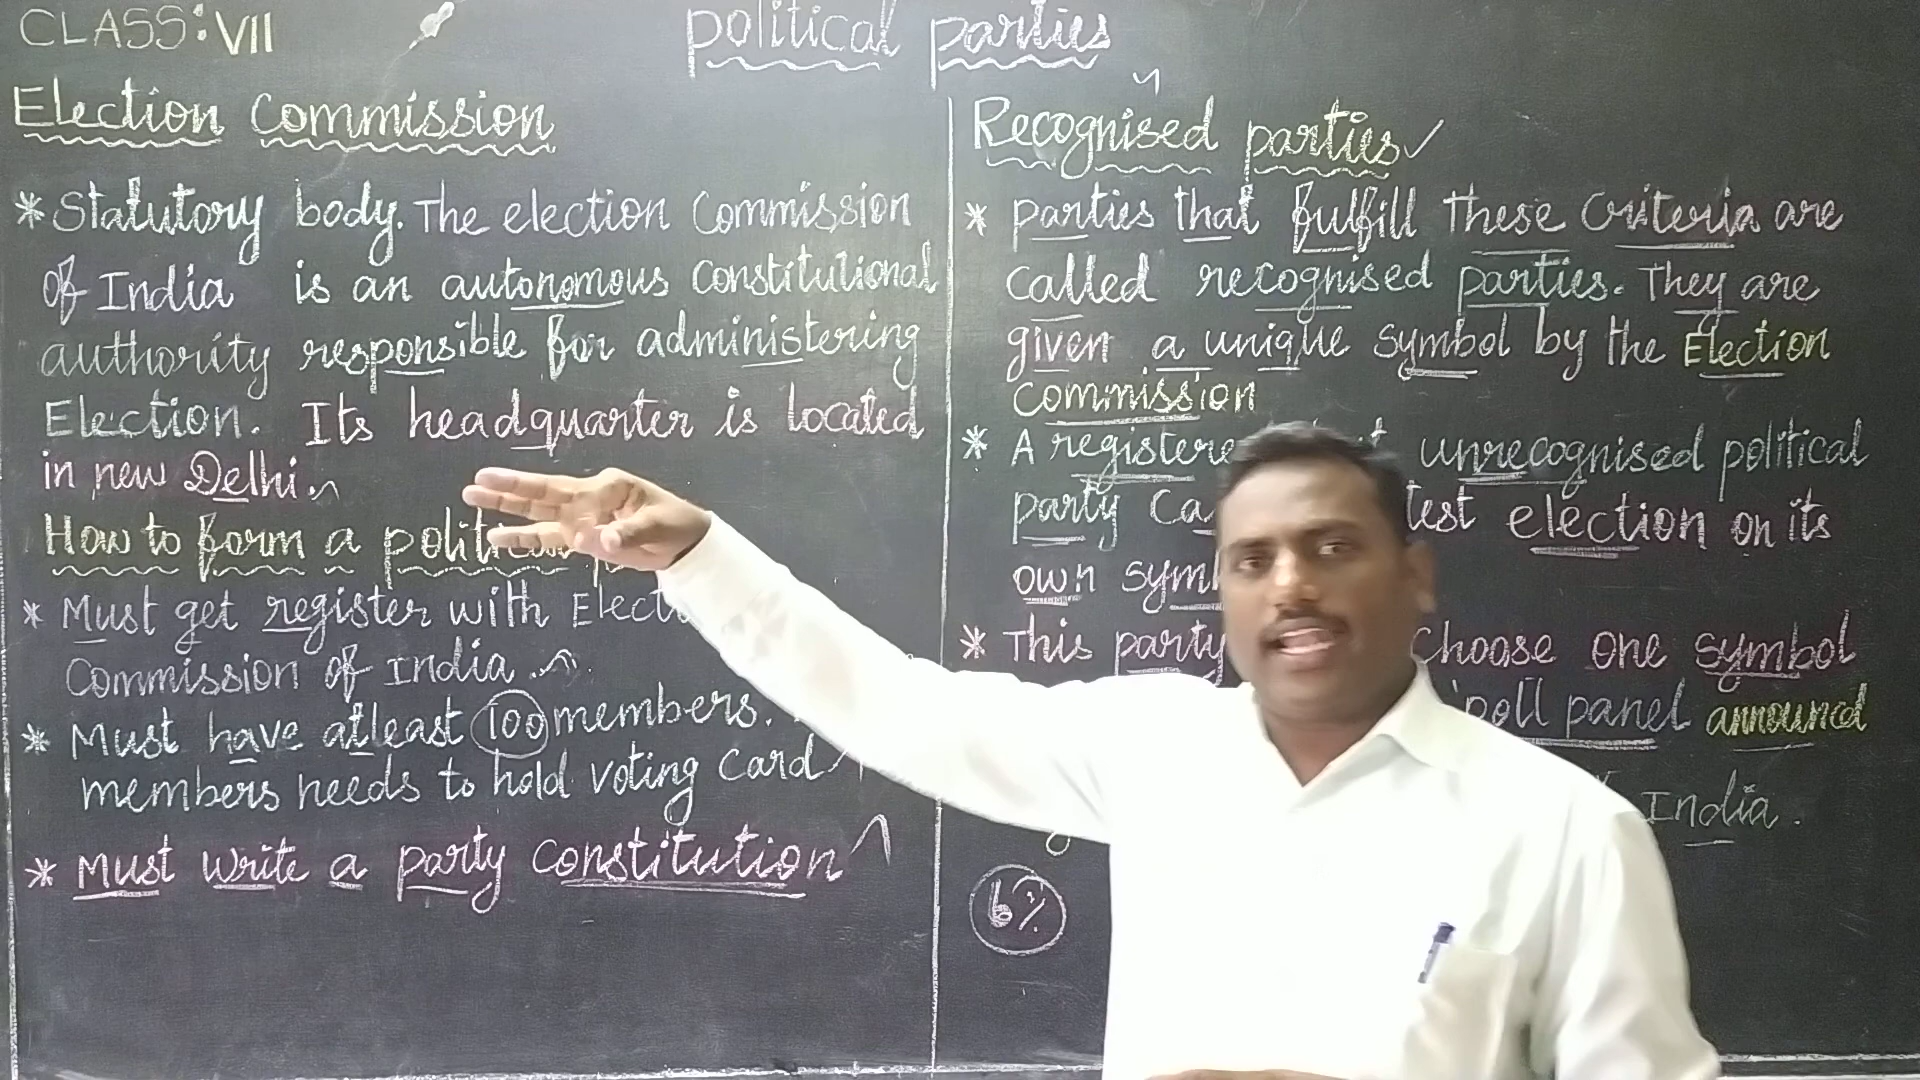 CLASS: VII
Political parties
Election Commission
* Statutory body. The election Commission
of India is an autonomous Constitutional
authority responsible for administering
Election. Its headquarter is located
in new Delhi.
How to form a
* Must get register with
Commission of India
* Must have atleast 100 members.
members needs to hold voting Card
* Must write a party Constitution
Recognised parties
* parties that fulfill these Criteria are
called recognised parties. They are
given a unique symbol by the Election
Commission
* A unrecognised political
party election on its
own
* This party Choose one symbol
poll panel announced
India.
6%